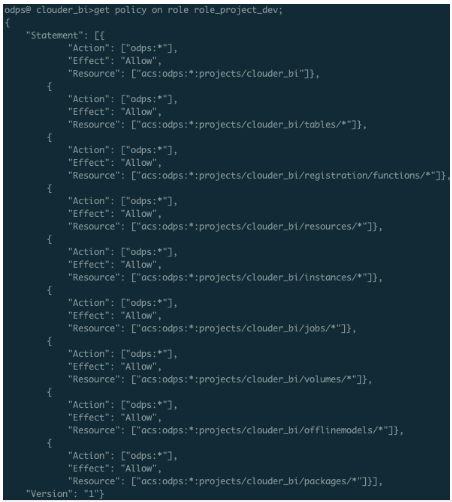 odps@ clouder_bi>get policy on role role_project_dev;
{
    "Statement": [{
            "Action": ["odps:*"],
            "Effect": "Allow",
            "Resource": ["acs:odps:*:projects/clouder_bi"]},
        {
            "Action": ["odps:*"],
            "Effect": "Allow",
            "Resource": ["acs:odps:*:projects/clouder_bi/tables/*"]},
        {
            "Action": ["odps:*"],
            "Effect": "Allow",
            "Resource": ["acs:odps:*:projects/clouder_bi/registration/functions/*"]},
        {
            "Action": ["odps:*"],
            "Effect": "Allow",
            "Resource": ["acs:odps:*:projects/clouder_bi/resources/*"]},
        {
            "Action": ["odps:*"],
            "Effect": "Allow",
            "Resource": ["acs:odps:*:projects/clouder_bi/instances/*"]},
        {
            "Action": ["odps:*"],
            "Effect": "Allow",
            "Resource": ["acs:odps:*:projects/clouder_bi/jobs/*"]},
        {
            "Action": ["odps:*"],
            "Effect": "Allow",
            "Resource": ["acs:odps:*:projects/clouder_bi/volumes/*"]},
        {
            "Action": ["odps:*"],
            "Effect": "Allow",
            "Resource": ["acs:odps:*:projects/clouder_bi/offlinemodels/*"]},
        {
            "Action": ["odps:*"],
            "Effect": "Allow",
            "Resource": ["acs:odps:*:projects/clouder_bi/packages/*"]}],
    "Version": "1"}